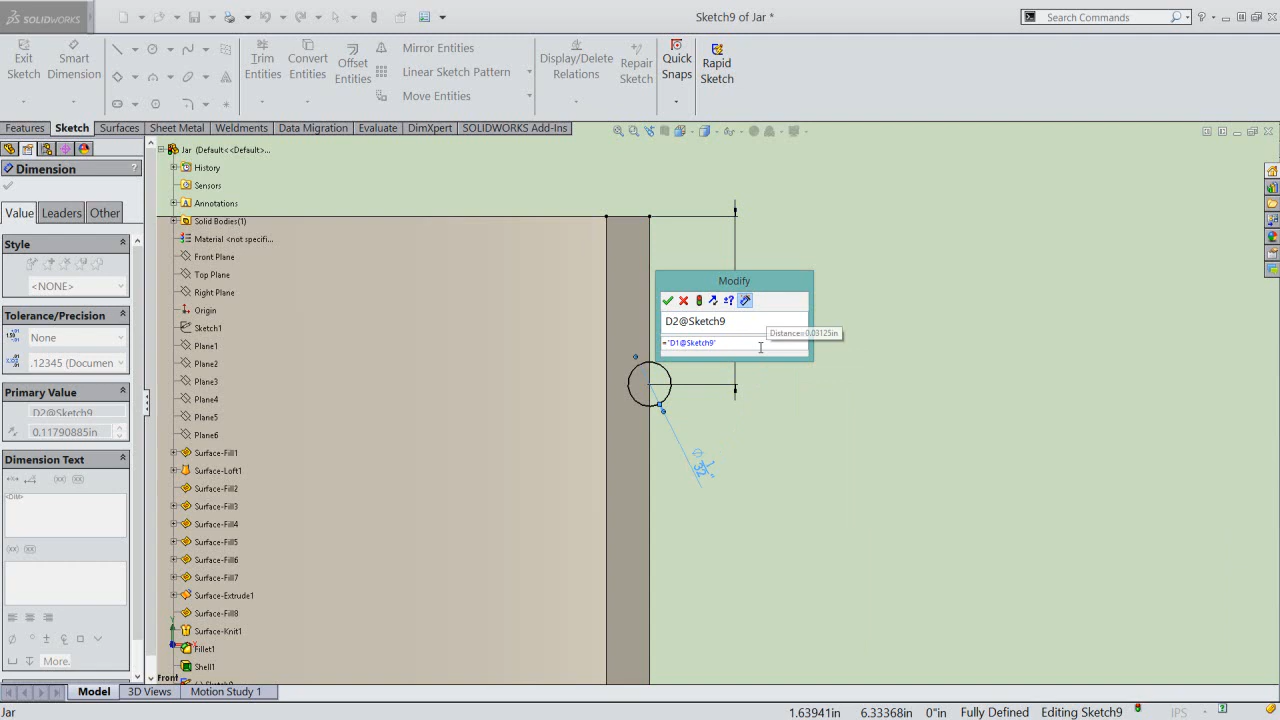 SOLIDWORKS
Sketch9 of Jar *
Search Commands
Exit Sketch
Smart Dimension
Trim Entities
Convert Entities
Offset Entities
Mirror Entities
Linear Sketch Pattern
Move Entities
Display/Delete Relations
Repair Sketch
Quick Snaps
Rapid Sketch
Features
Sketch
Surfaces
Sheet Metal
Weldments
Data Migration
Evaluate
DimXpert
SOLIDWORKS Add-Ins
Dimension
?
Value
Leaders
Other
Style
<NONE>
Tolerance/Precision
None
.12345 (Documen
Primary Value
D2@Sketch9
0.11790885in
Dimension Text
<DIM>
More.
Jar (Default<<Default>...
History
Sensors
Annotations
Solid Bodies(1)
Material <not specifi...
Front Plane
Top Plane
Right Plane
Origin
Sketch1
Plane1
Plane2
Plane3
Plane4
Plane5
Plane6
Surface-Fill1
Surface-Loft1
Surface-Fill2
Surface-Fill3
Surface-Fill4
Surface-Fill5
Surface-Fill6
Surface-Fill7
Surface-Extrude1
Surface-Fill8
Surface-Knit1
Fillet1
Shell1
(-) Sketch9
*Front
Modify
D2@Sketch9
='D1@Sketch9'
Distance=0.03125in
∅ 1/32
Model
3D Views
Motion Study 1
Jar
1.63941in
6.33368in
0"in
Fully Defined
Editing Sketch9
IPS